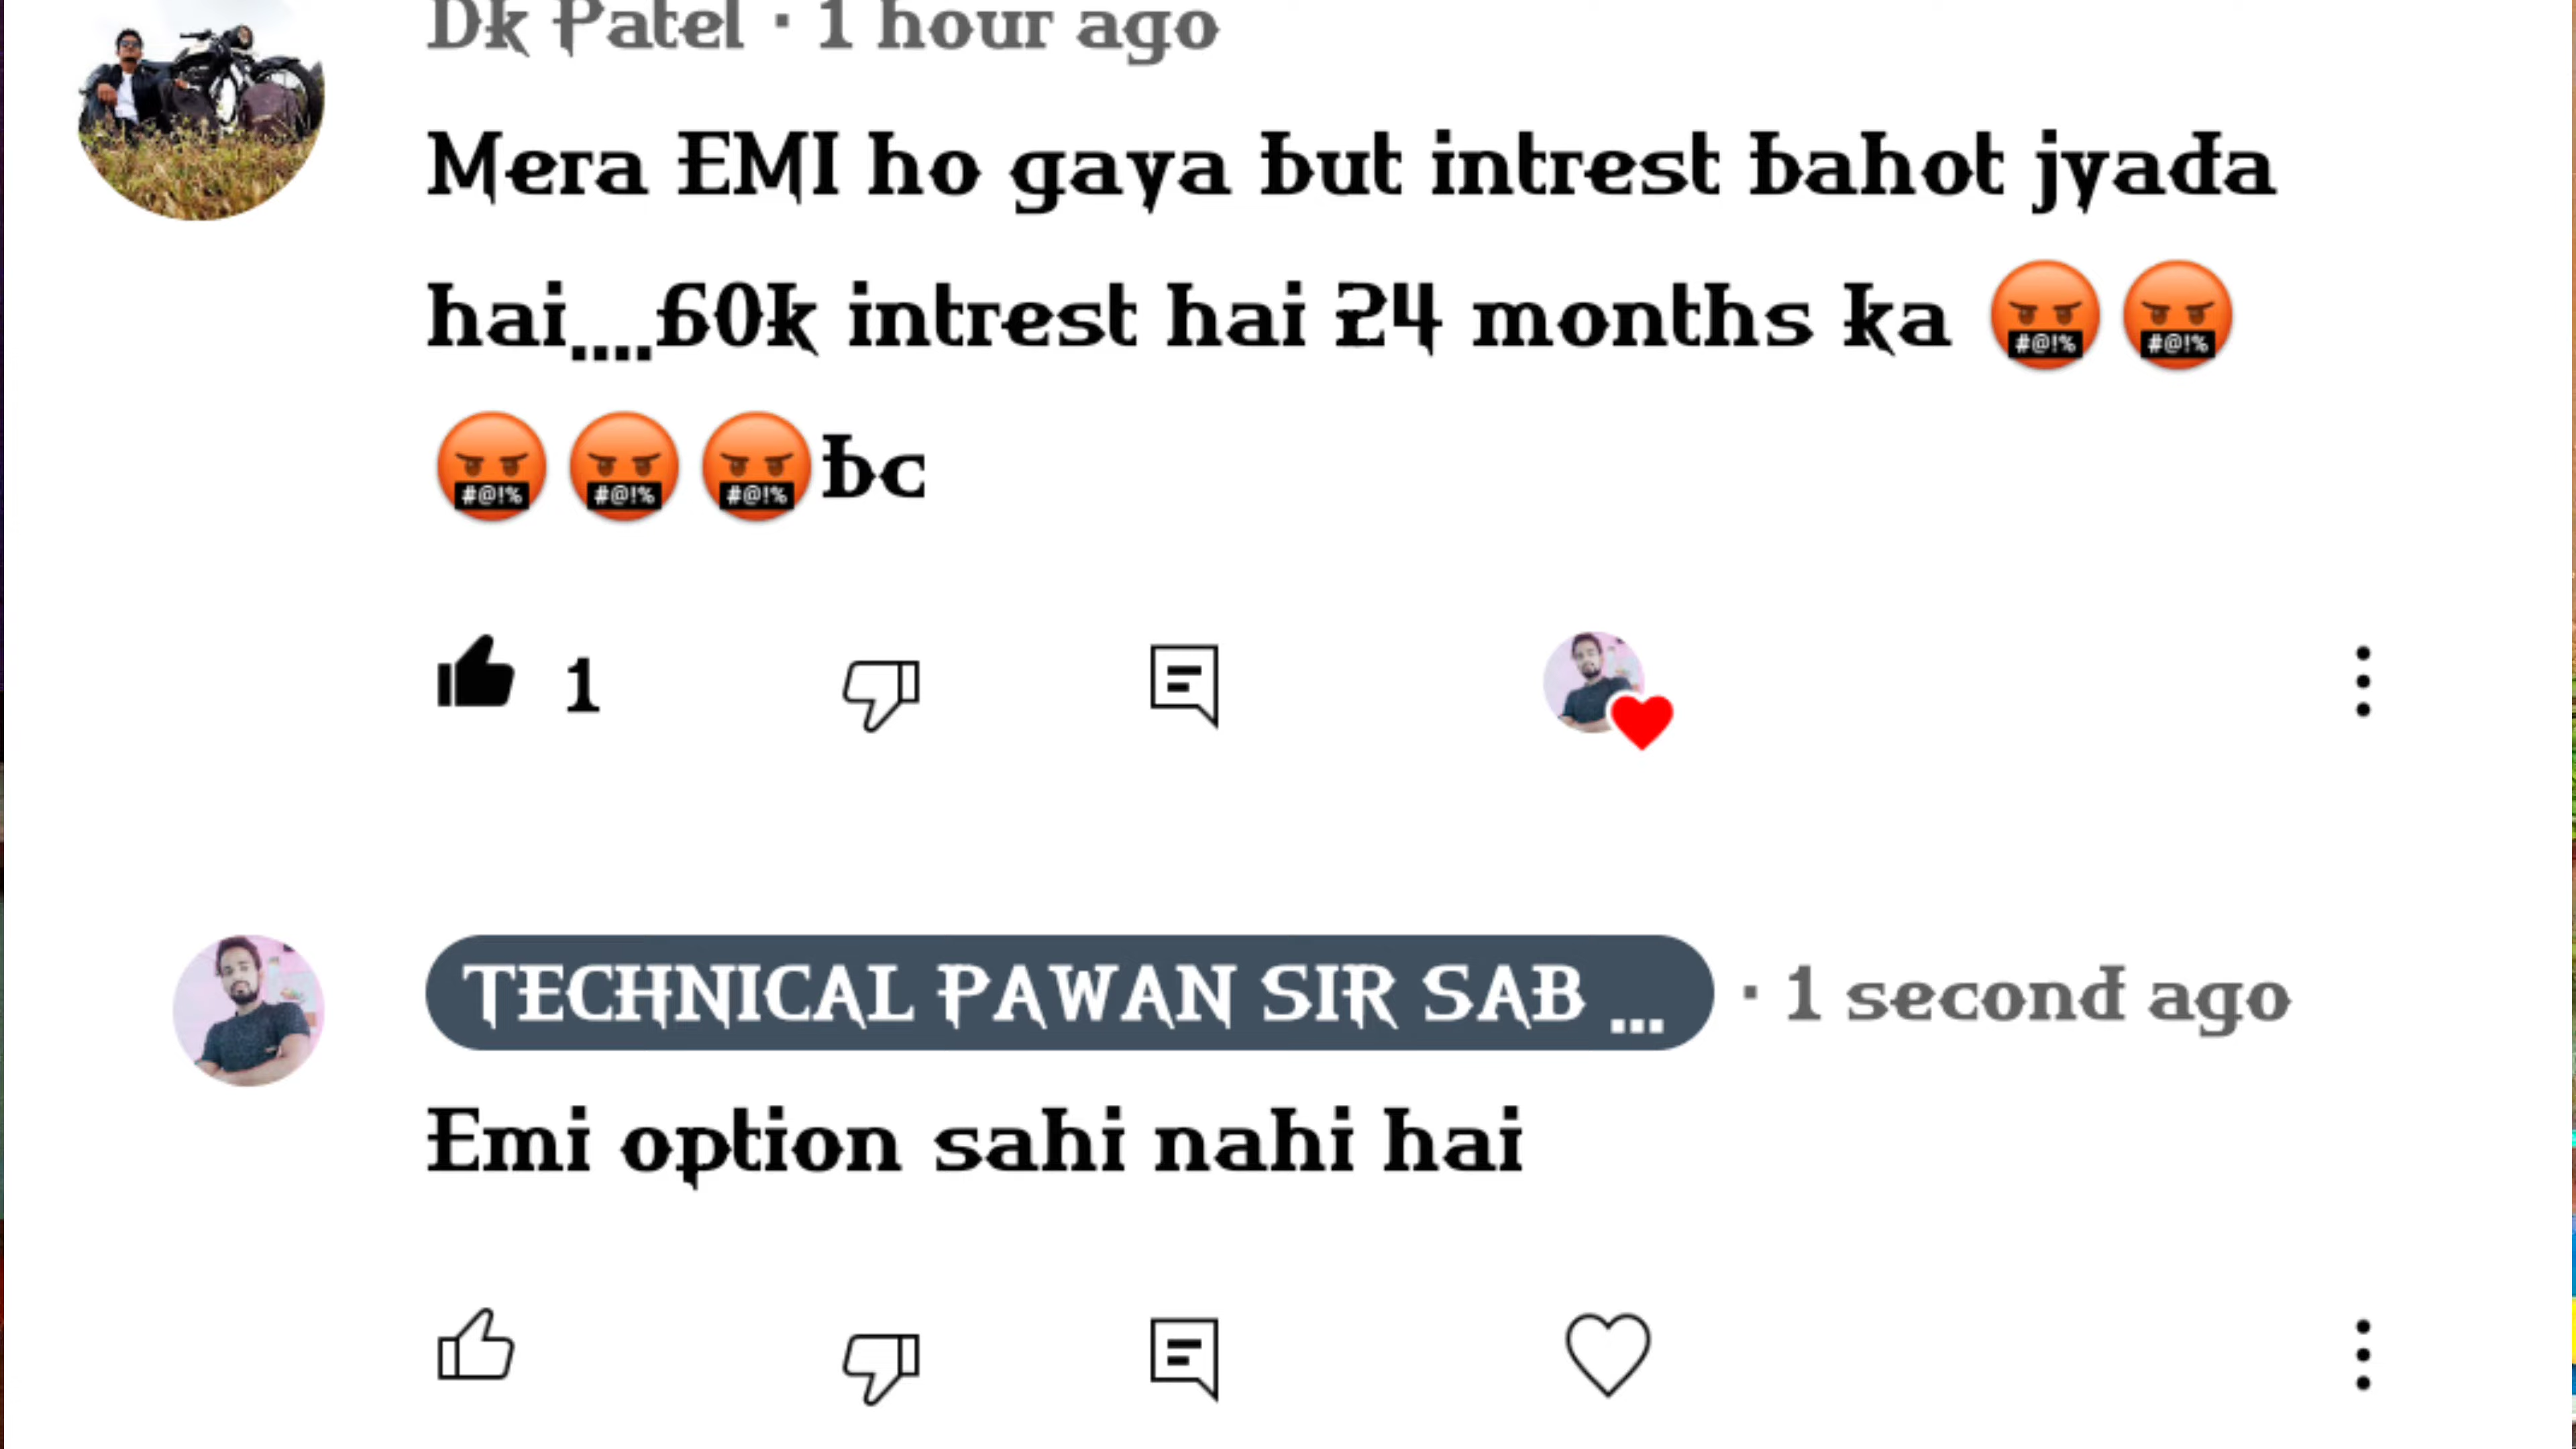 Dk Patel · 1 hour ago
Mera EMI ho gaya but intrest bahot jyada
hai....60k intrest hai 24 months ka 🤬🤬
🤬🤬🤬bc
1
TECHNICAL PAWAN SIR SAB ... · 1 second ago
Emi option sahi nahi hai